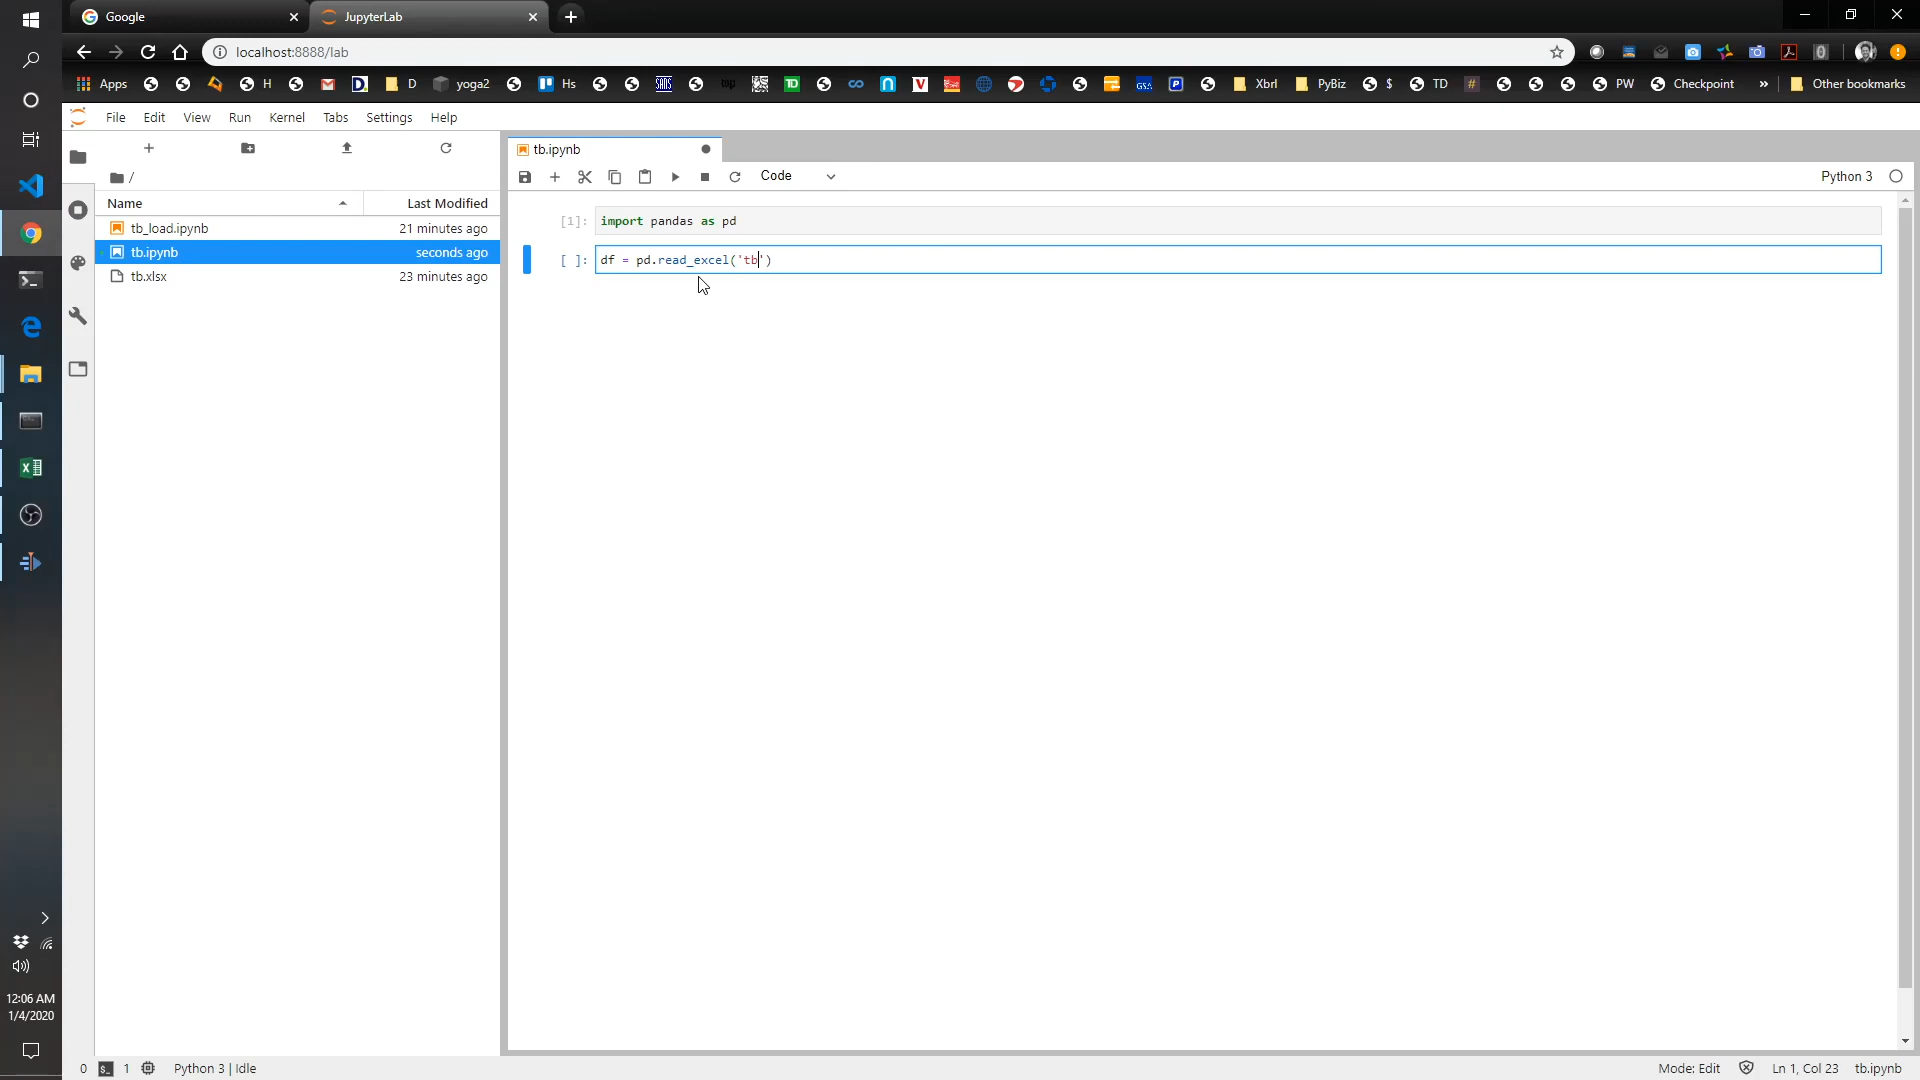 Google
JupyterLab
localhost:8888/lab
Apps
H
D
yoga2
Hs
SANS
TD
GSA
Xbrl
PyBiz
$
TD
#
PW
Checkpoint
»
Other bookmarks
File Edit View Run Kernel Tabs Settings Help
/
Name Last Modified
tb_load.ipynb 21 minutes ago
tb.ipynb seconds ago
tb.xlsx 23 minutes ago
tb.ipynb
Code
Python 3
[1]: import pandas as pd
[ ]: df = pd.read_excel('tb')
12:06 AM
1/4/2020
0 1 Python 3 | Idle
Mode: Edit Ln 1, Col 23 tb.ipynb